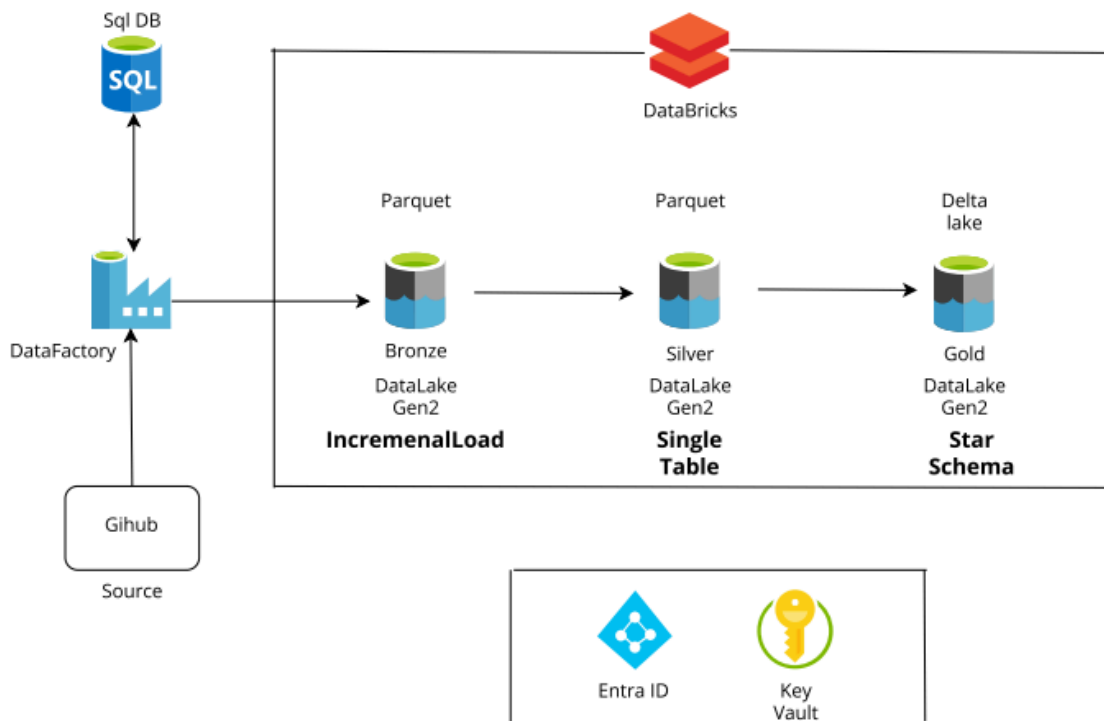 Sql DB
SQL
DataBricks
Parquet
Parquet
Delta
lake
DataFactory
Bronze
Silver
Gold
DataLake
Gen2
DataLake
Gen2
DataLake
Gen2
IncremenalLoad
Single
Table
Star
Schema
Gihub
Source
Entra ID
Key
Vault